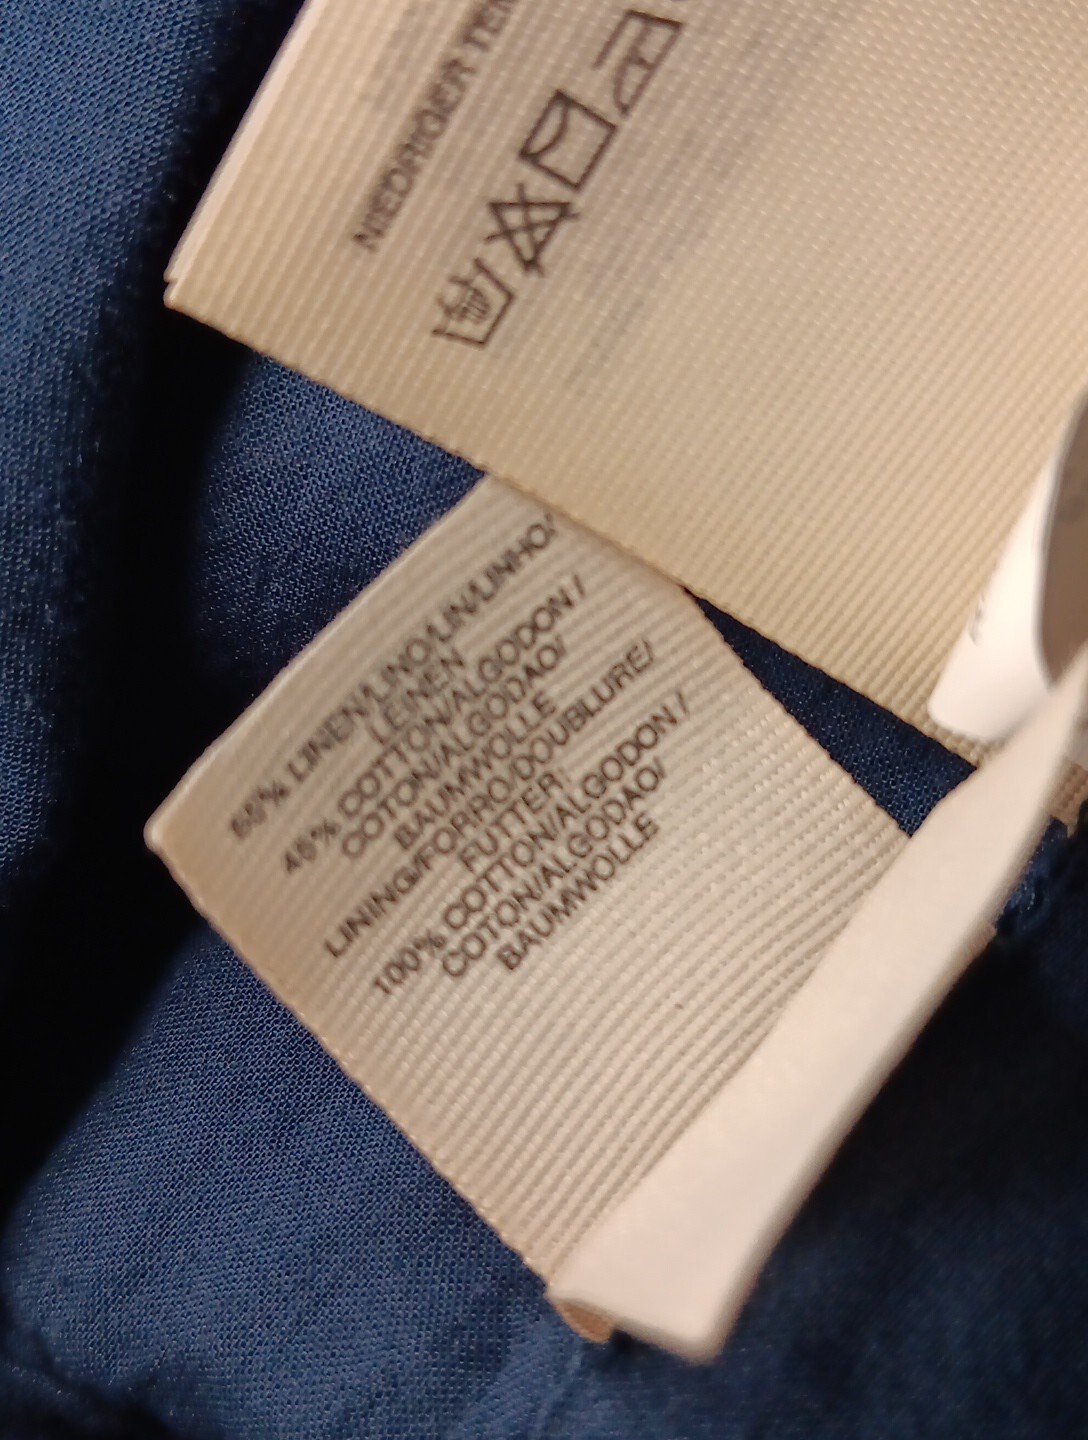 NIEDRIGER
55% LINEN/LINO/LIN/LINHO/
LEINEN
45% COTTON/ALGODON /
COTON/ALGODAO/
BAUMWOLLE
LINING/FORRO/DOUBLURE/
FUTTER:
100% COTTON/ALGODON /
COTON/ALGODAO/
BAUMWOLLE